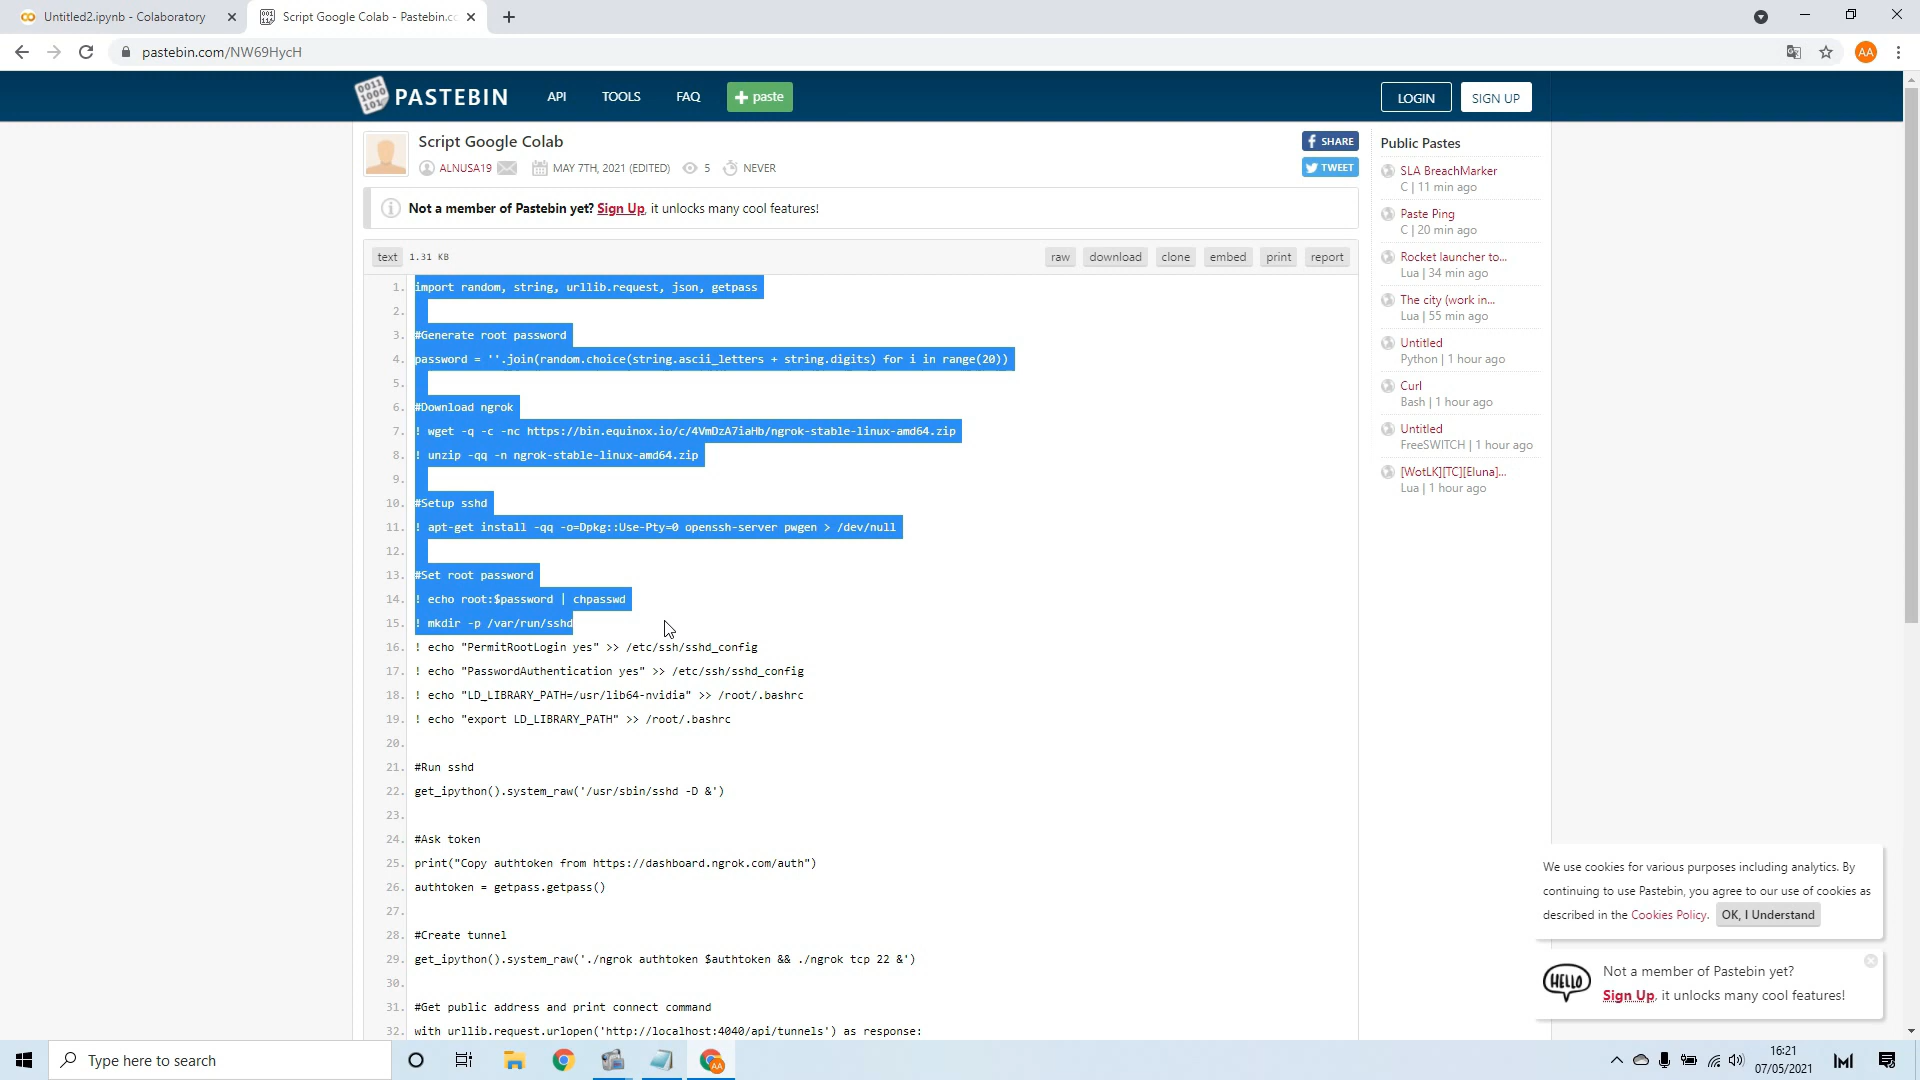 Untitled2.ipynb - Colaboratory
Script Google Colab - Pastebin.co
pastebin.com/NW69HycH
AA
0011
1000
101
PASTEBIN
API
TOOLS
FAQ
+ paste
LOGIN
SIGN UP
Script Google Colab
ALNUSA19
MAY 7TH, 2021 (EDITED)
5
NEVER
SHARE
TWEET
Not a member of Pastebin yet? Sign Up, it unlocks many cool features!
text
1.31 KB
raw
download
clone
embed
print
report
1. import random, string, urllib.request, json, getpass
2.
3. #Generate root password
4. password = ''.join(random.choice(string.ascii_letters + string.digits) for i in range(20))
5.
6. #Download ngrok
7. ! wget -q -c -nc https://bin.equinox.io/c/4VmDzA7iaHb/ngrok-stable-linux-amd64.zip
8. ! unzip -qq -n ngrok-stable-linux-amd64.zip
9.
10. #Setup sshd
11. ! apt-get install -qq -o=Dpkg::Use-Pty=0 openssh-server pwgen > /dev/null
12.
13. #Set root password
14. ! echo root:$password | chpasswd
15. ! mkdir -p /var/run/sshd
16. ! echo "PermitRootLogin yes" >> /etc/ssh/sshd_config
17. ! echo "PasswordAuthentication yes" >> /etc/ssh/sshd_config
18. ! echo "LD_LIBRARY_PATH=/usr/lib64-nvidia" >> /root/.bashrc
19. ! echo "export LD_LIBRARY_PATH" >> /root/.bashrc
20.
21. #Run sshd
22. get_ipython().system_raw('/usr/sbin/sshd -D &')
23.
24. #Ask token
25. print("Copy authtoken from https://dashboard.ngrok.com/auth")
26. authtoken = getpass.getpass()
27.
28. #Create tunnel
29. get_ipython().system_raw('./ngrok authtoken $authtoken && ./ngrok tcp 22 &')
30.
31. #Get public address and print connect command
32. with urllib.request.urlopen('http://localhost:4040/api/tunnels') as response:
Public Pastes
SLA BreachMarker
C | 11 min ago
Paste Ping
C | 20 min ago
Rocket launcher to...
Lua | 34 min ago
The city (work in...
Lua | 55 min ago
Untitled
Python | 1 hour ago
Curl
Bash | 1 hour ago
Untitled
FreeSWITCH | 1 hour ago
[WotLK][TC][Eluna]...
Lua | 1 hour ago
We use cookies for various purposes including analytics. By
continuing to use Pastebin, you agree to our use of cookies as
described in the Cookies Policy. OK, I Understand
HELLO
Not a member of Pastebin yet?
Sign Up, it unlocks many cool features!
Type here to search
AA
16:21
07/05/2021